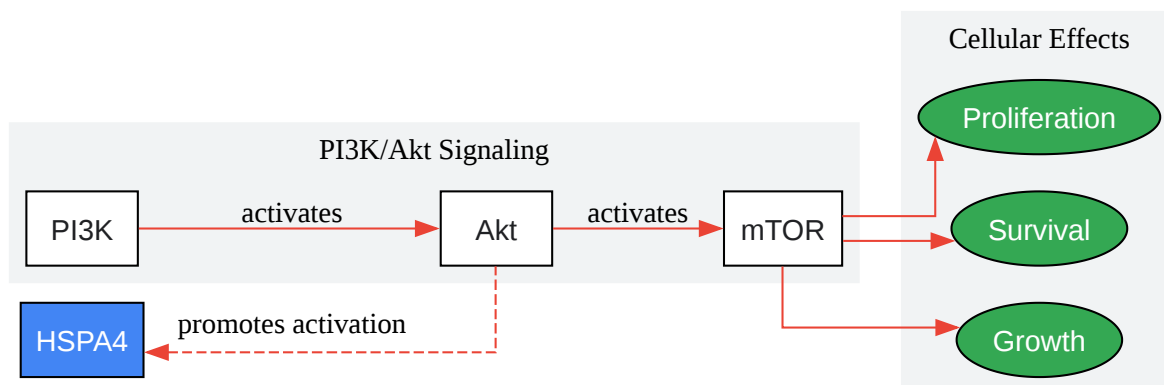 Cellular Effects
Proliferation
PI3K/Akt Signaling
PI3K
activates
Akt
activates
mTOR
Survival
HSPA4
promotes activation
Growth